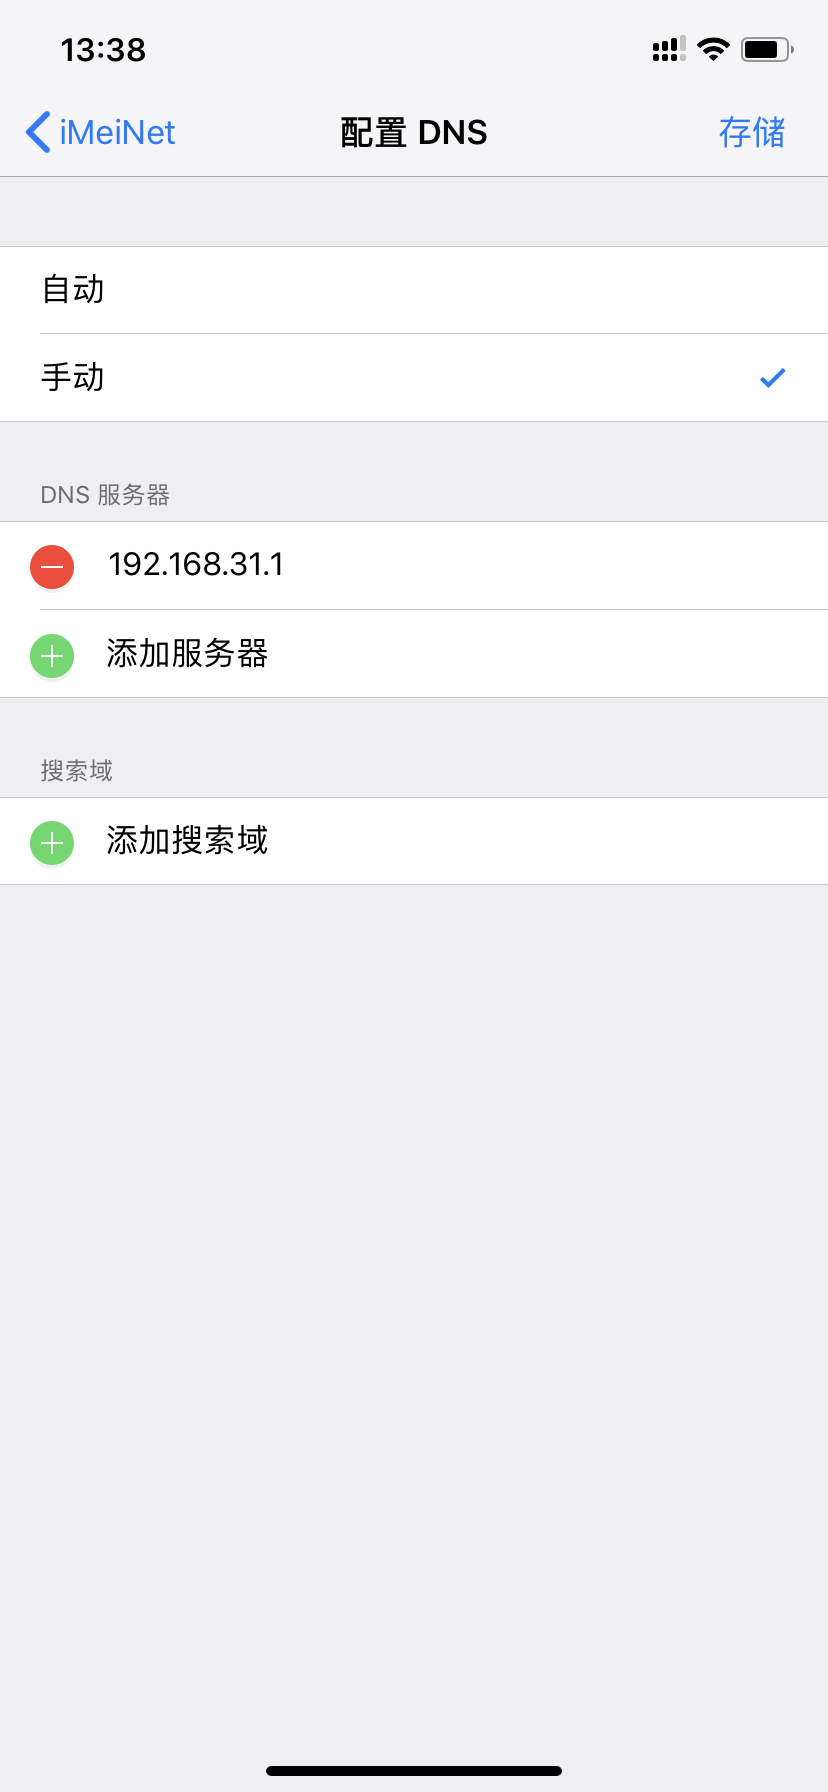 13:38
iMeiNet
配置 DNS
存储
自动
手动
DNS 服务器
192.168.31.1
添加服务器
搜索域
添加搜索域